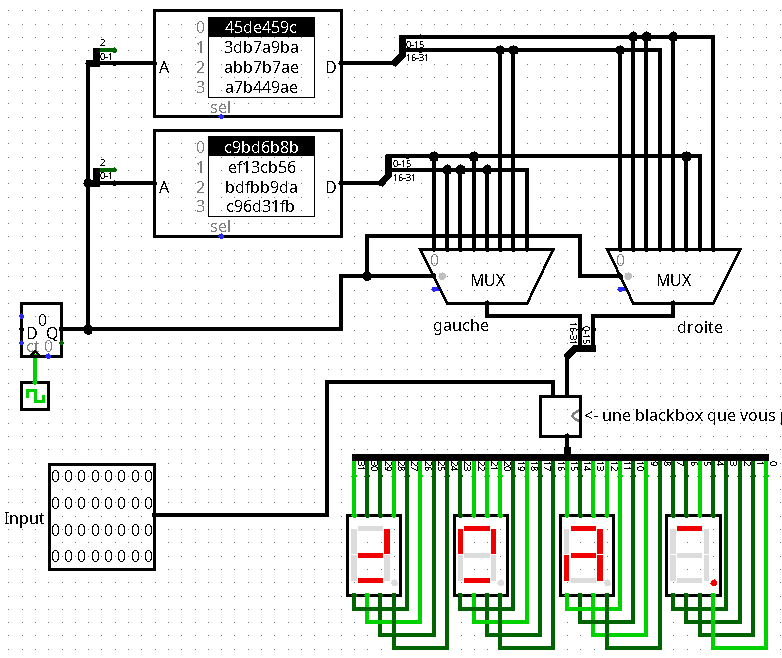 0 45de459c
1 3db7a9ba
2 abb7b7ae
3 a7b449ae
A
D
sel
2
0-1
0-15
16-31
0 c9bd6b8b
1 ef13cb56
2 bdfbb9da
3 c96d31fb
A
D
sel
2
0-1
0-15
16-31
0
MUX
0
MUX
gauche
droite
0
D Q
ct 0
16-31
0-15
<- une blackbox que vous
Input
0 0 0 0 0 0 0 0
0 0 0 0 0 0 0 0
0 0 0 0 0 0 0 0
0 0 0 0 0 0 0 0
31 30 29 28 27 26 25 24 23 22 21 20 19 18 17 16 15 14 13 12 11 10 9 8 7 6 5 4 3 2 1 0